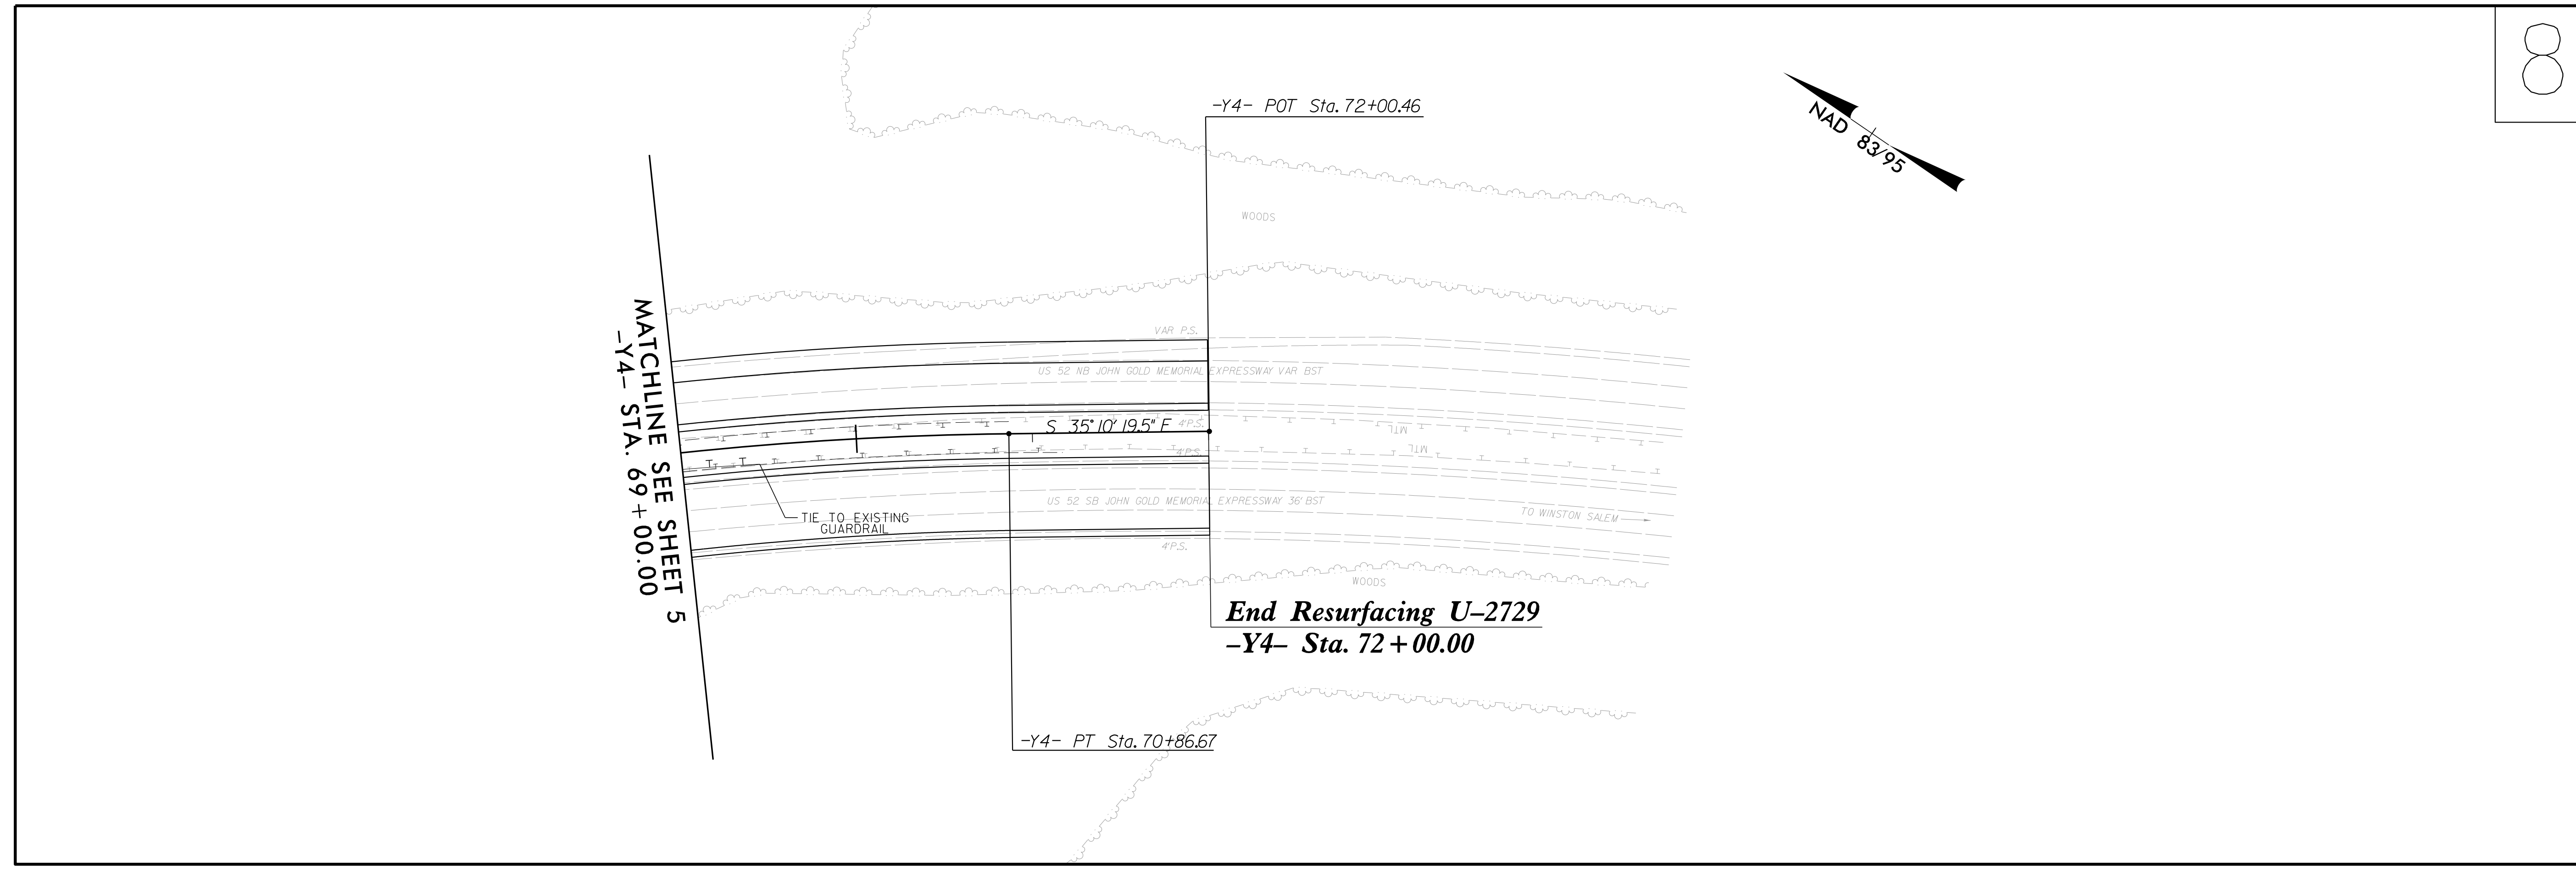 -Y4- POT Sta. 72+00.46
NAD 83/95
WOODS
MATCHLINE SEE SHEET 5
-Y4- STA. 69+00.00
VAR P.S.
US 52 NB JOHN GOLD MEMORIAL EXPRESSWAY VAR BST
S 35° 10' 19.5" E
4' P.S.
MTL
4' P.S.
MTL
US 52 SB JOHN GOLD MEMORIAL EXPRESSWAY 36' BST
TO WINSTON SALEM
TIE TO EXISTING
GUARDRAIL
4' P.S.
WOODS
End Resurfacing U-2729
-Y4- Sta. 72+00.00
-Y4- PT Sta. 70+86.67
8